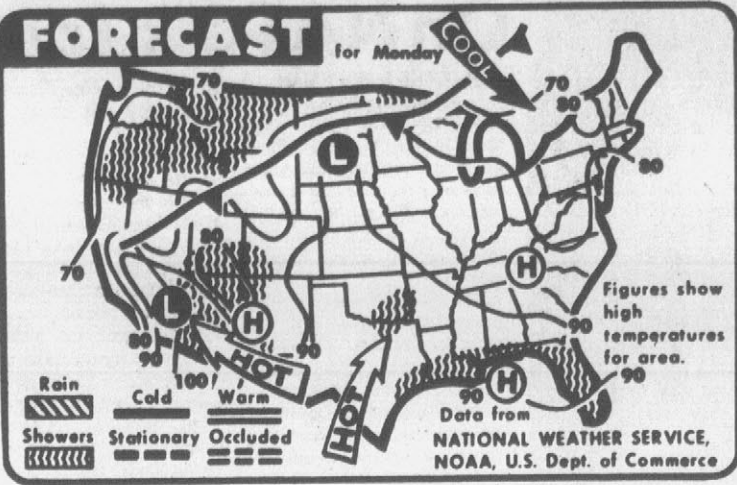 FORECAST for Monday
COOL
70
70
80
80
70
80
L
H
L
H
80
90
100
90
HOT
HOT
90
90
90
Figures show
high
temperatures
for area.
Rain
Cold
Warm
Showers
Stationary
Occluded
Data from
NATIONAL WEATHER SERVICE,
NOAA, U.S. Dept. of Commerce